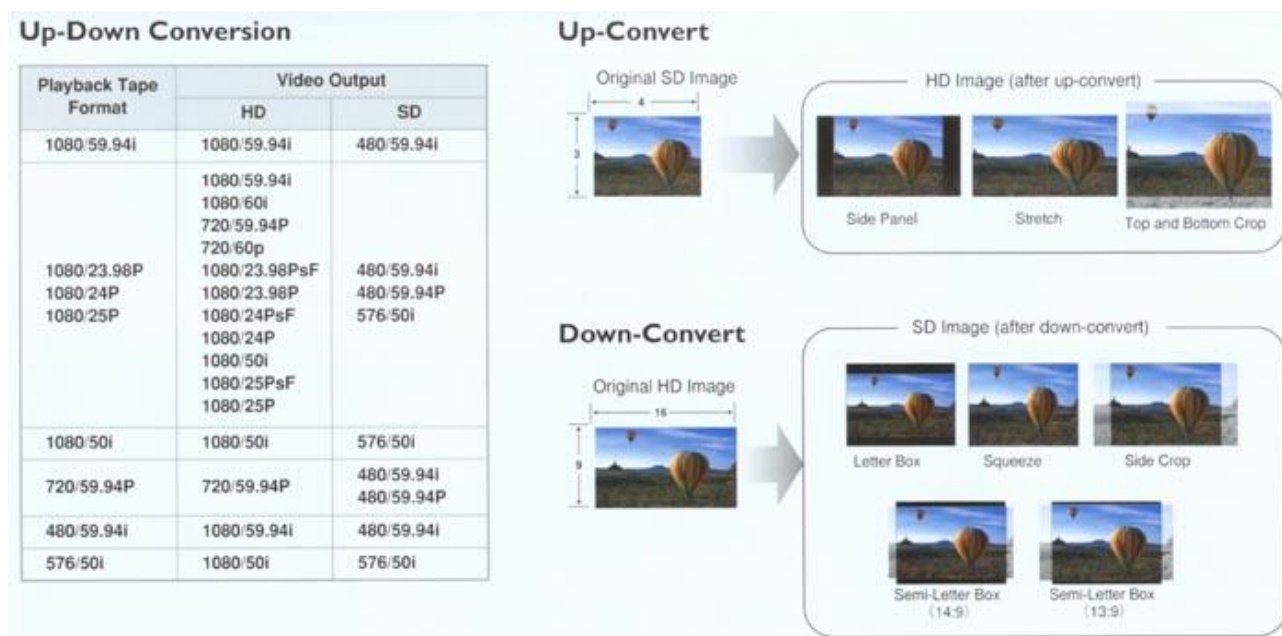 Up-Down Conversion
Playback Tape Format
Video Output
HD
SD
1080/59.94i 1080/59.94i 480/59.94i
1080/23.98P
1080/24P
1080/25P
1080/59.94i
1080/60i
720/59.94P
720/60p
1080/23.98PsF
1080/23.98P
1080/24PsF
1080/24P
1080/50i
1080/25PsF
1080/25P
480/59.94i
480/59.94P
576/50i
1080/50i 1080/50i 576/50i
720/59.94P 720/59.94P 480/59.94i
480/59.94P
480/59.94i 1080/59.94i 480/59.94i
576/50i 1080/50i 576/50i
Up-Convert
Original SD Image
4
3
HD Image (after up-convert)
Side Panel
Stretch
Top and Bottom Crop
Down-Convert
Original HD Image
16
9
SD Image (after down-convert)
Letter Box
Squeeze
Side Crop
Semi-Letter Box
(14:9)
Semi-Letter Box
(13:9)